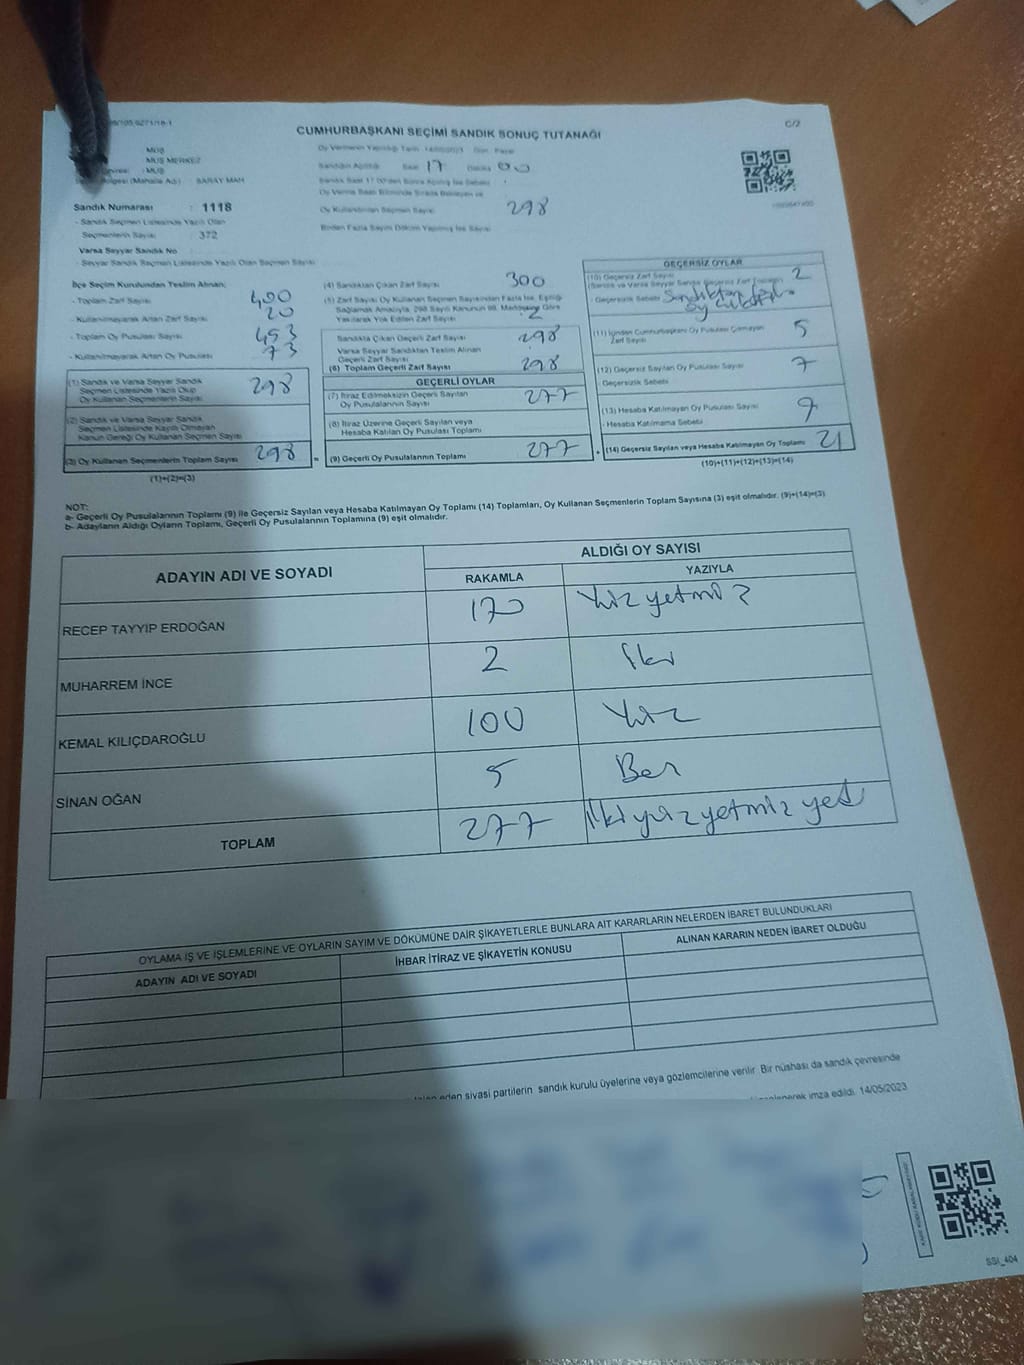 CUMHURBAŞKANI SEÇİMİ SANDIK SONUÇ TUTANAĞI
C/2
MUŞ
MUŞ MERKEZ
MUŞ
(Mahalle Adı) : SARAY MAH
Oy Vermenin Yapıldığı Tarih
Saat 17 Dakika 00
Sandık Numarası : 1118
- Sandık Seçmen Listesinde Yazılı Olan
Seçmenlerin Sayısı : 372
Oy Kullandırılan Seçmen Sayısı 298
Birden Fazla Sayım Döküm Yapılmış İse Sayısı
Varsa Seyyar Sandık No
- Seyyar Sandık Seçmen Listesinde Yazılı Olan Seçmen Sayısı :
İlçe Seçim Kurulundan Teslim Alınan;
- Toplam Zarf Sayısı 400
- Kullanılmayarak Artan Zarf Sayısı 20
- Toplam Oy Pusulası Sayısı
- Kullanılmayarak Artan Oy Pusulası 73
(1) Sandık ve Varsa Seyyar Sandık
Seçmen Listesinde Yazılı Olup
Oy Kullanan Seçmenlerin Sayısı 298
(2) Sandık ve Varsa Seyyar Sandık
Seçmen Listesinde Kayıtlı Olmayan
Kanun Gereği Oy Kullanan Seçmen Sayısı
(3) Oy Kullanan Seçmenlerin Toplam Sayısı 298
(1)+(2)=(3)
(4) Sandıktan Çıkan Zarf Sayısı 300
(5) Zarf Sayısı Oy Kullanan Seçmen Sayısından Fazla İse, Eşitliği
Sağlamak Amacıyla, 298 Sayılı Kanunun 98. Maddesine Göre
Yakılarak Yok Edilen Zarf Sayısı 2
Sandıkta Çıkan Geçerli Zarf Sayısı 298
Varsa Seyyar Sandıktan Teslim Alınan
Geçerli Zarf Sayısı
(6) Toplam Geçerli Zarf Sayısı 298
GEÇERLİ OYLAR
(7) İtiraz Edilmeksizin Geçerli Sayılan
Oy Pusulalarının Sayısı 277
(8) İtiraz Üzerine Geçerli Sayılan veya
Hesaba Katılan Oy Pusulası Toplamı
= (9) Geçerli Oy Pusulalarının Toplamı 277
GEÇERSİZ OYLAR
(10) Geçersiz Zarf Sayısı 2
(Sandık ve Varsa Seyyar Sandık Geçersiz Zarf Toplamı)
- Geçersizlik Sebebi Sandıktan
(11) İçinden Cumhurbaşkanı Oy Pusulası Çıkmayan
Zarf Sayısı 5
(12) Geçersiz Sayılan Oy Pusulası Sayısı 7
- Geçersizlik Sebebi
(13) Hesaba Katılmayan Oy Pusulası Sayısı 9
- Hesaba Katılmama Sebebi
+ (14) Geçersiz Sayılan veya Hesaba Katılmayan Oy Toplamı 21
(10)+(11)+(12)+(13)=(14)
NOT:
a- Geçerli Oy Pusulalarının Toplamı (9) ile Geçersiz Sayılan veya Hesaba Katılmayan Oy Toplamı (14) Toplamları, Oy Kullanan Seçmenlerin Toplam Sayısına (3) eşit olmalıdır. (9)+(14)=(3)
b- Adayların Aldığı Oyların Toplamı, Geçerli Oy Pusulalarının Toplamına (9) eşit olmalıdır.
ADAYIN ADI VE SOYADI
ALDIĞI OY SAYISI
RAKAMLA
YAZIYLA
RECEP TAYYİP ERDOĞAN 170 Yüz yetmiş
MUHARREM İNCE 2 İki
KEMAL KILIÇDAROĞLU 100 Yüz
SİNAN OĞAN 5 Beş
TOPLAM 277 İkiyüzyetmiş yedi
OYLAMA İŞ VE İŞLEMLERİNE VE OYLARIN SAYIM VE DÖKÜMÜNE DAİR ŞİKAYETLERLE BUNLARA AİT KARARLARIN NELERDEN İBARET BULUNDUKLARI
ADAYIN ADI VE SOYADI
İHBAR İTİRAZ VE ŞİKAYETİN KONUSU
ALINAN KARARIN NEDEN İBARET OLDUĞU
eden siyasi partilerin sandık kurulu üyelerine veya gözlemcilerine verilir. Bir nüshası da sandık çevresinde
imza edildi. 14/05/2023
SSI_404